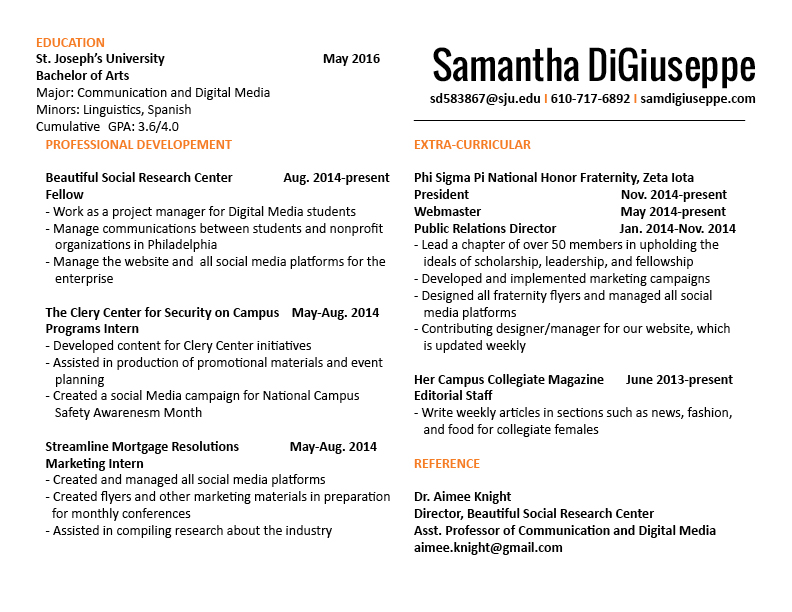 EDUCATION
St. Joseph's University May 2016
Bachelor of Arts
Major: Communication and Digital Media
Minors: Linguistics, Spanish
Cumulative GPA: 3.6/4.0
Samantha DiGiuseppe
sd583867@sju.edu I 610-717-6892 I samdigiuseppe.com
PROFESSIONAL DEVELOPEMENT
Beautiful Social Research Center Aug. 2014-present
Fellow
- Work as a project manager for Digital Media students
- Manage communications between students and nonprofit
organizations in Philadelphia
- Manage the website and all social media platforms for the
enterprise
The Clery Center for Security on Campus May-Aug. 2014
Programs Intern
- Developed content for Clery Center initiatives
- Assisted in production of promotional materials and event
planning
- Created a social Media campaign for National Campus
Safety Awarenesm Month
Streamline Mortgage Resolutions May-Aug. 2014
Marketing Intern
- Created and managed all social media platforms
- Created flyers and other marketing materials in preparation
for monthly conferences
- Assisted in compiling research about the industry
EXTRA-CURRICULAR
Phi Sigma Pi National Honor Fraternity, Zeta Iota
President Nov. 2014-present
Webmaster May 2014-present
Public Relations Director Jan. 2014-Nov. 2014
- Lead a chapter of over 50 members in upholding the
ideals of scholarship, leadership, and fellowship
- Developed and implemented marketing campaigns
- Designed all fraternity flyers and managed all social
media platforms
- Contributing designer/manager for our website, which
is updated weekly
Her Campus Collegiate Magazine June 2013-present
Editorial Staff
- Write weekly articles in sections such as news, fashion,
and food for collegiate females
REFERENCE
Dr. Aimee Knight
Director, Beautiful Social Research Center
Asst. Professor of Communication and Digital Media
aimee.knight@gmail.com